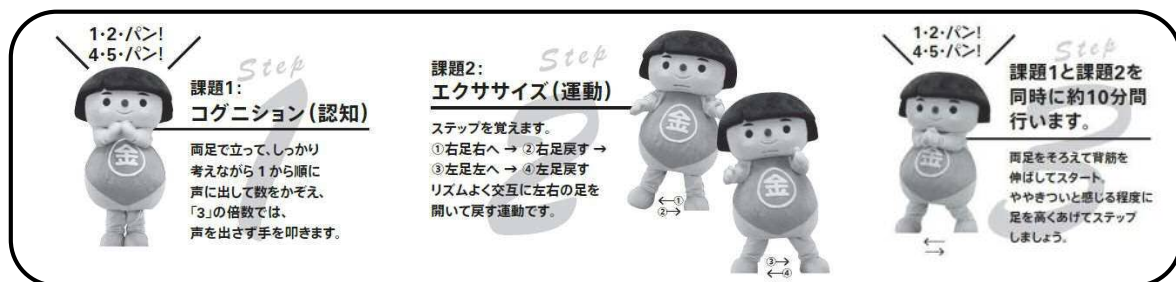 1・2・パン!
4・5・パン!
Step
1
課題1:
コグニション(認知)
両足で立って、しっかり
考えながら1から順に
声に出して数をかぞえ、
「3」の倍数では、
声を出さず手を叩きます。
金
Step
2
課題2:
エクササイズ(運動)
ステップを覚えます。
①右足右へ → ②右足戻す →
③左足左へ → ④左足戻す
リズムよく交互に左右の足を
開いて戻す運動です。
金
←①
②→
金
③→
←④
1・2・パン!
4・5・パン!
Step
3
課題1と課題2を
同時に約10分間
行います。
両足をそろえて背筋を
伸ばしてスタート。
ややきついと感じる程度に
足を高くあげてステップ
しましょう。
金
←
→